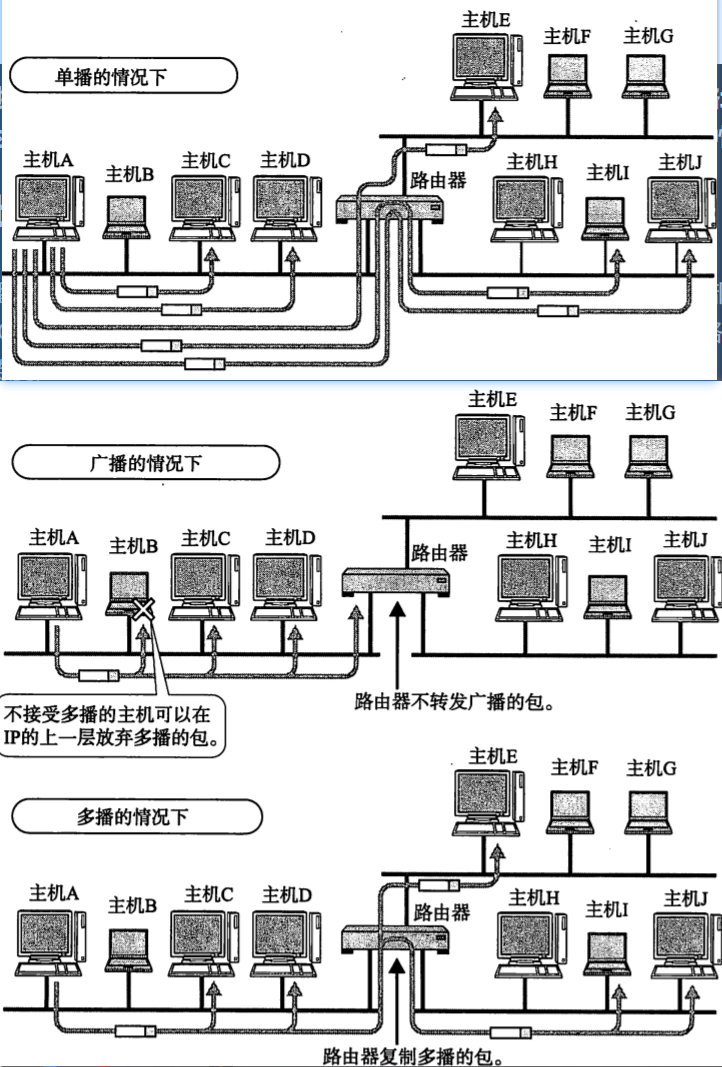 单播的情况下
主机E
主机F
主机G
主机A
主机B
主机C
主机D
路由器
主机H
主机I
主机J
广播的情况下
主机E
主机F
主机G
主机A
主机B
主机C
主机D
路由器
主机H
主机I
主机J
不接受多播的主机可以在
IP的上一层放弃多播的包。
路由器不转发广播的包。
多播的情况下
主机E
主机F
主机G
主机A
主机B
主机C
主机D
路由器
主机H
主机I
主机J
路由器复制多播的包。